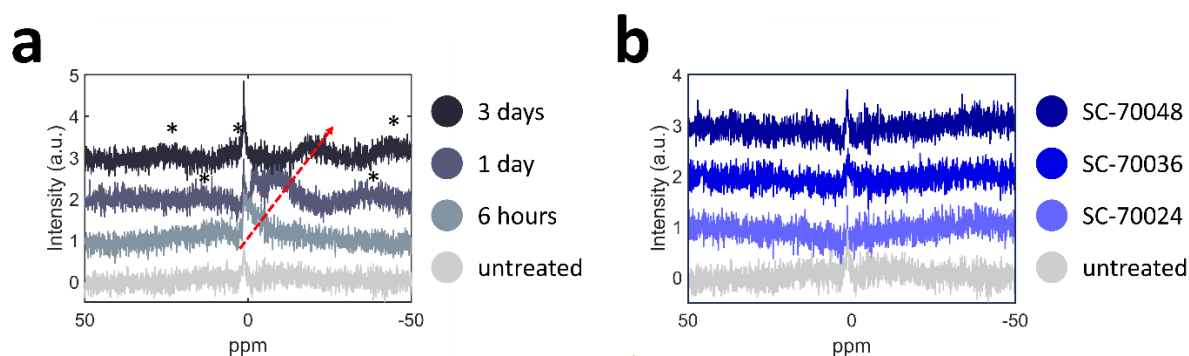 a
5
4
3
2
1
0
Intensity (a.u.)
* * *
* *
50 0 -50
ppm
3 days
1 day
6 hours
untreated
b
4
3
2
1
0
Intensity (a.u.)
50 0 -50
ppm
SC-70048
SC-70036
SC-70024
untreated